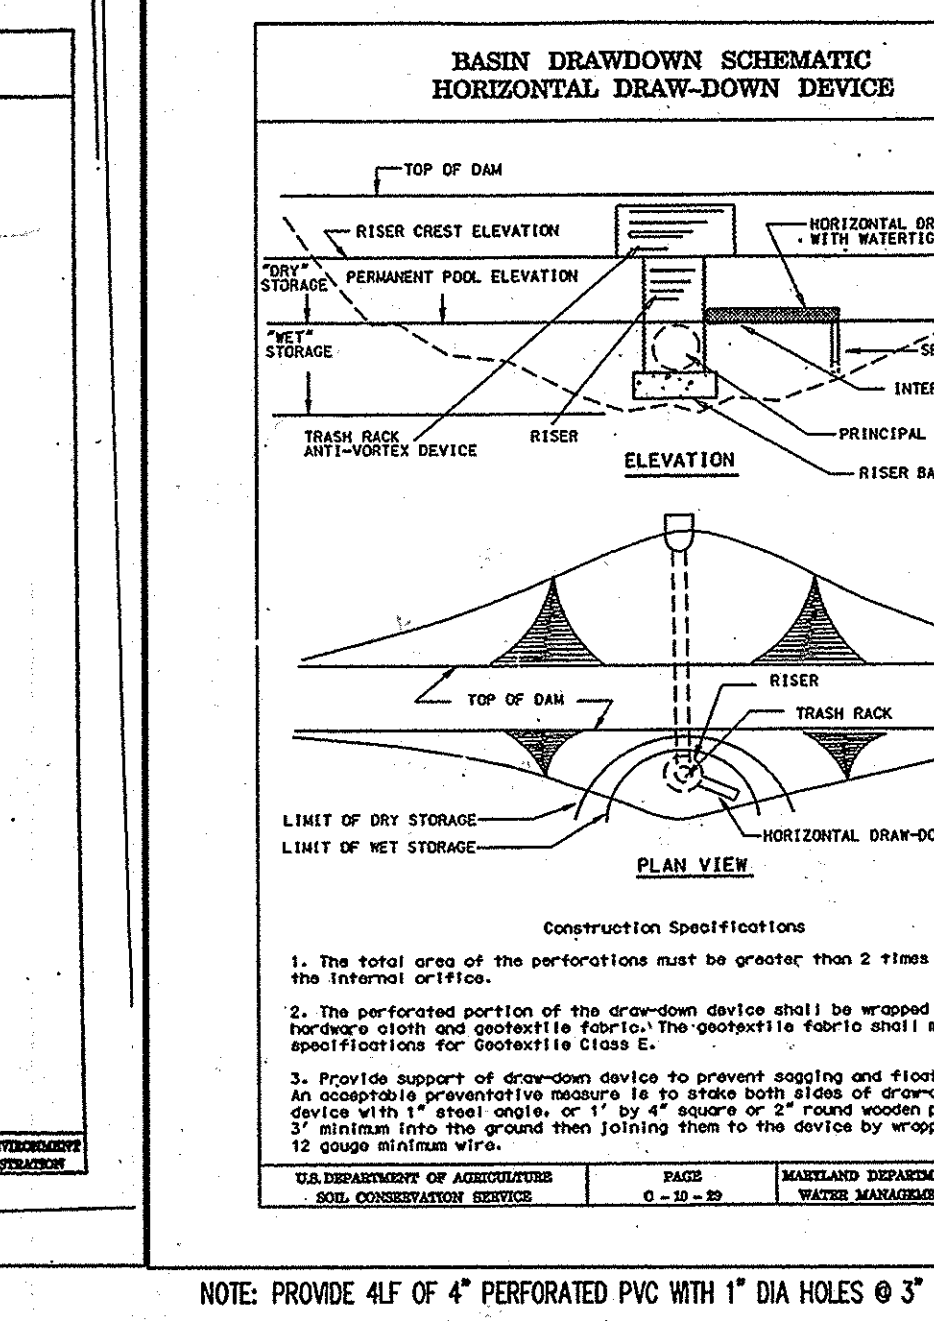 BASIN DRAWDOWN SCHEMATIC
HORIZONTAL DRAW-DOWN DEVICE
TOP OF DAM
RISER CREST ELEVATION
HORIZONTAL DR
WITH WATERTIG
"DRY"
STORAGE
PERMANENT POOL ELEVATION
"WET"
STORAGE
SE
INTER
TRASH RACK
ANTI-VORTEX DEVICE
RISER
PRINCIPAL
ELEVATION
RISER BA
RISER
TOP OF DAM
TRASH RACK
LIMIT OF DRY STORAGE
HORIZONTAL DRAW-DO
LIMIT OF WET STORAGE
PLAN VIEW
Construction Specifications
1. The total area of the perforations must be greater than 2 times
the internal orifice.
2. The perforated portion of the draw-down device shall be wrapped
hardware cloth and geotextile fabric. The geotextile fabric shall m
specifications for Geotextile Class E.
3. Provide support of draw-down device to prevent sagging and float
An acceptable preventative measure is to stake both sides of draw-d
device with 1" steel angle, or 1' by 4" square or 2" round wooden p
3' minimum into the ground then joining them to the device by wrapp
12 gauge minimum wire.
VIRONMENT
STRATION
U.S. DEPARTMENT OF AGRICULTURE
SOIL CONSERVATION SERVICE
PAGE
C - 10 - 29
MARYLAND DEPARTM
WATER MANAGEME
NOTE: PROVIDE 4LF OF 4" PERFORATED PVC WITH 1" DIA HOLES @ 3"